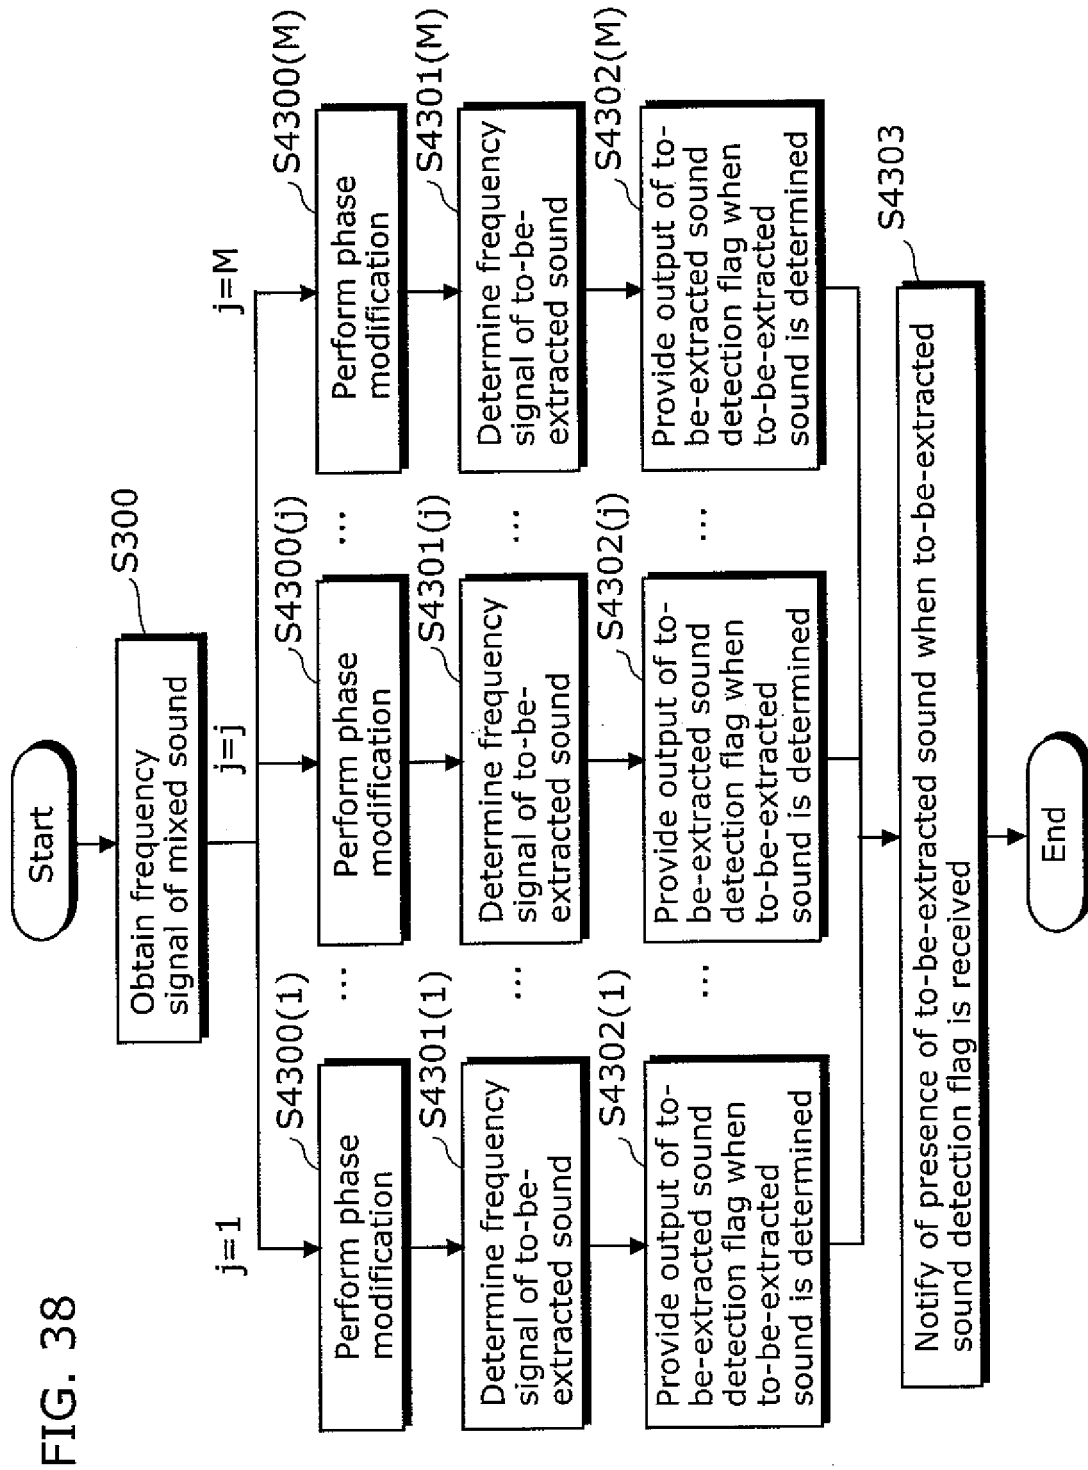 FIG. 38
Start
Obtain frequency
signal of mixed sound
S300
j=1
j=j
j=M
Perform phase
modification
S4300(1)
...
Perform phase
modification
S4300(j)
...
Perform phase
modification
S4300(M)
Determine frequency
signal of to-be-
extracted sound
S4301(1)
...
Determine frequency
signal of to-be-
extracted sound
S4301(j)
...
Determine frequency
signal of to-be-
extracted sound
S4301(M)
Provide output of to-
be-extracted sound
detection flag when
to-be-extracted
sound is determined
S4302(1)
...
Provide output of to-
be-extracted sound
detection flag when
to-be-extracted
sound is determined
S4302(j)
...
Provide output of to-
be-extracted sound
detection flag when
to-be-extracted
sound is determined
S4302(M)
Notify of presence of to-be-extracted sound when to-be-extracted
sound detection flag is received
S4303
End